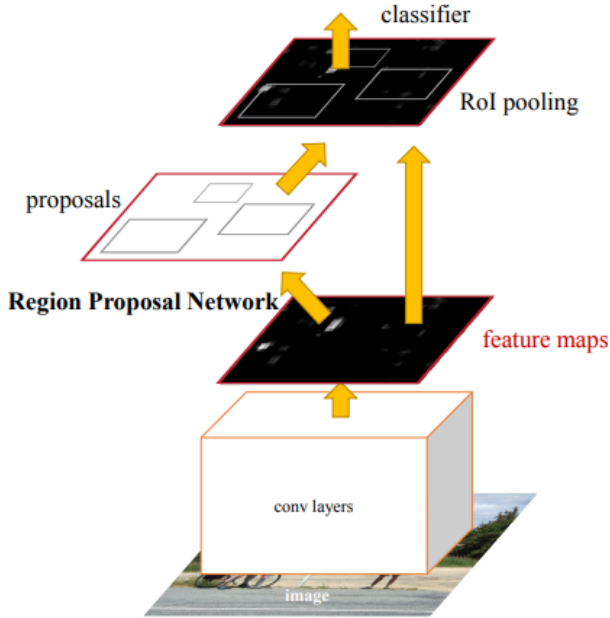 classifier
RoI pooling
proposals
Region Proposal Network
feature maps
conv layers
image